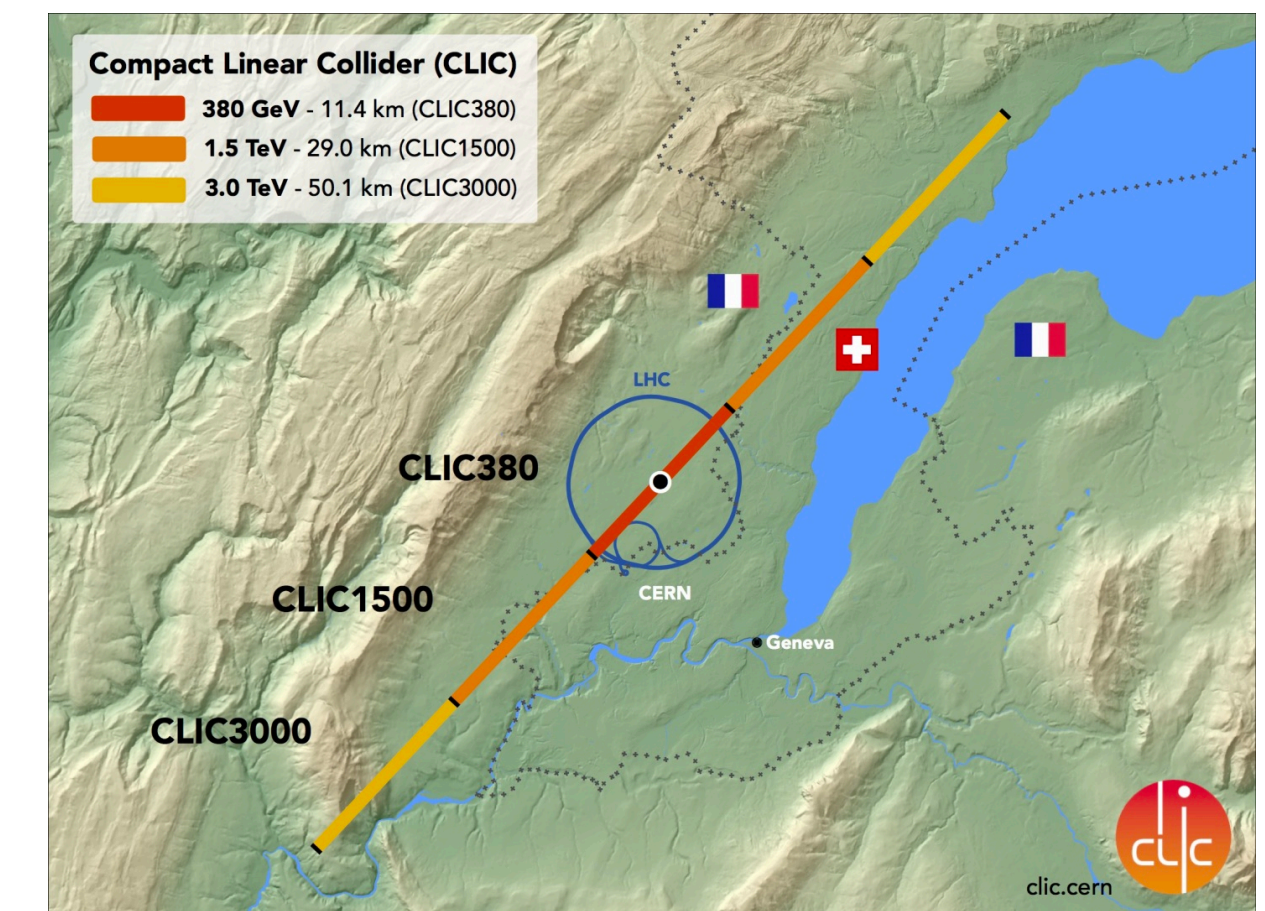 Compact Linear Collider (CLIC)
380 GeV - 11.4 km (CLIC380)
1.5 TeV - 29.0 km (CLIC1500)
3.0 TeV - 50.1 km (CLIC3000)
LHC
CLIC380
CERN
CLIC1500
Geneva
CLIC3000
clic
clic.cern